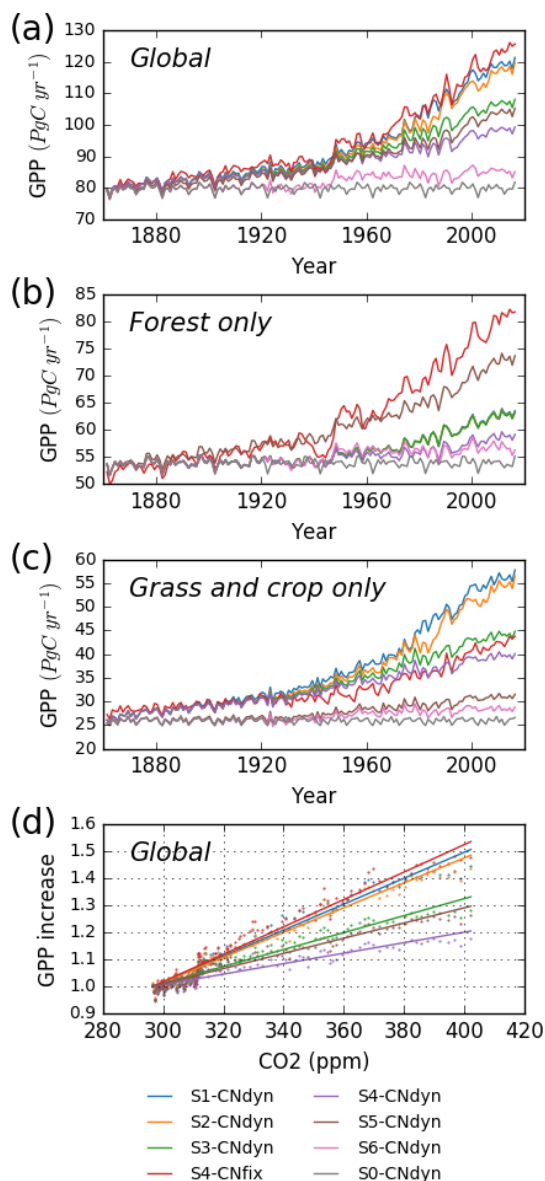 (a)
Global
GPP (PgC yr⁻¹)
130
120
110
100
90
80
70
1880 1920 1960 2000
Year
(b)
Forest only
GPP (PgC yr⁻¹)
85
80
75
70
65
60
55
50
1880 1920 1960 2000
Year
(c)
Grass and crop only
GPP (PgC yr⁻¹)
60
55
50
45
40
35
30
25
20
1880 1920 1960 2000
Year
(d)
Global
GPP increase
1.6
1.5
1.4
1.3
1.2
1.1
1.0
0.9
280 300 320 340 360 380 400 420
CO2 (ppm)
S1-CNdyn S4-CNdyn
S2-CNdyn S5-CNdyn
S3-CNdyn S6-CNdyn
S4-CNfix S0-CNdyn